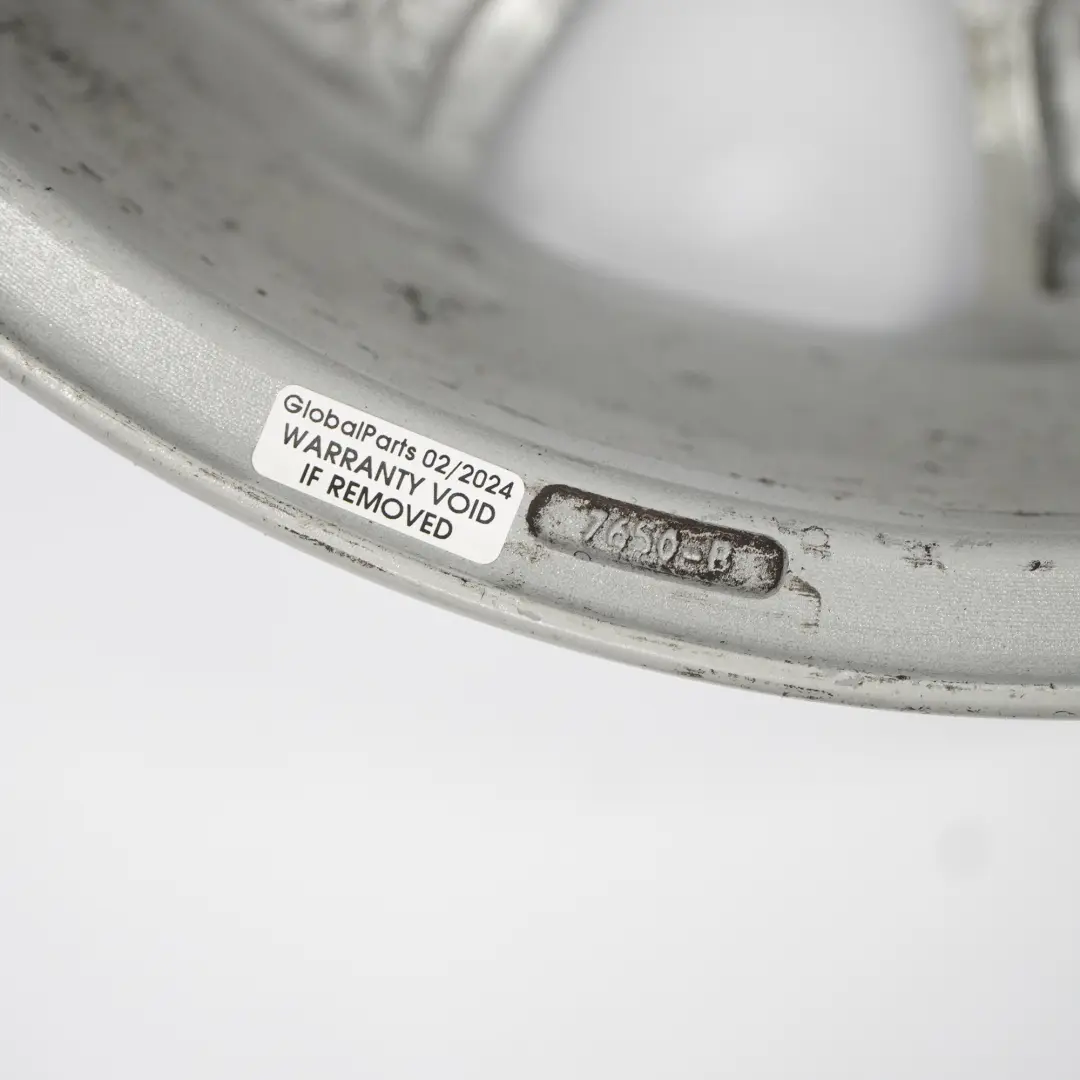 GlobalParts 02/2024
WARRANTY VOID
IF REMOVED
7650-B